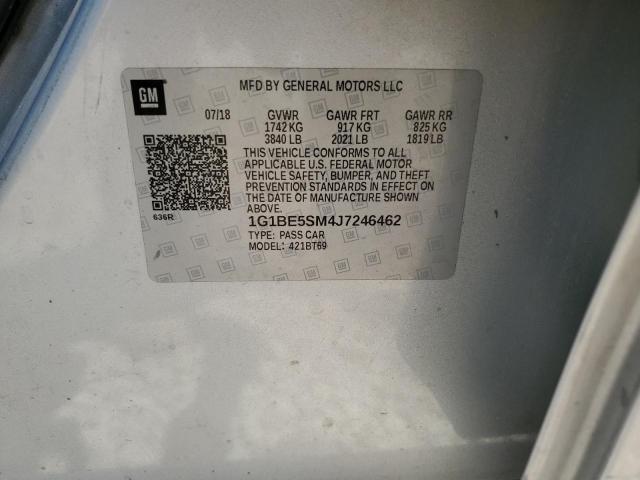 GM
MFD BY GENERAL MOTORS LLC
07/18 GVWR GAWR FRT GAWR RR
1742 KG 917 KG 825 KG
3840 LB 2021 LB 1819 LB
THIS VEHICLE CONFORMS TO ALL
APPLICABLE U.S. FEDERAL MOTOR
VEHICLE SAFETY, BUMPER, AND THEFT
PREVENTION STANDARDS IN EFFECT ON
THE DATE OF MANUFACTURE SHOWN
ABOVE.
636R
1G1BE5SM4J7246462
TYPE: PASS CAR
MODEL: 421BT69